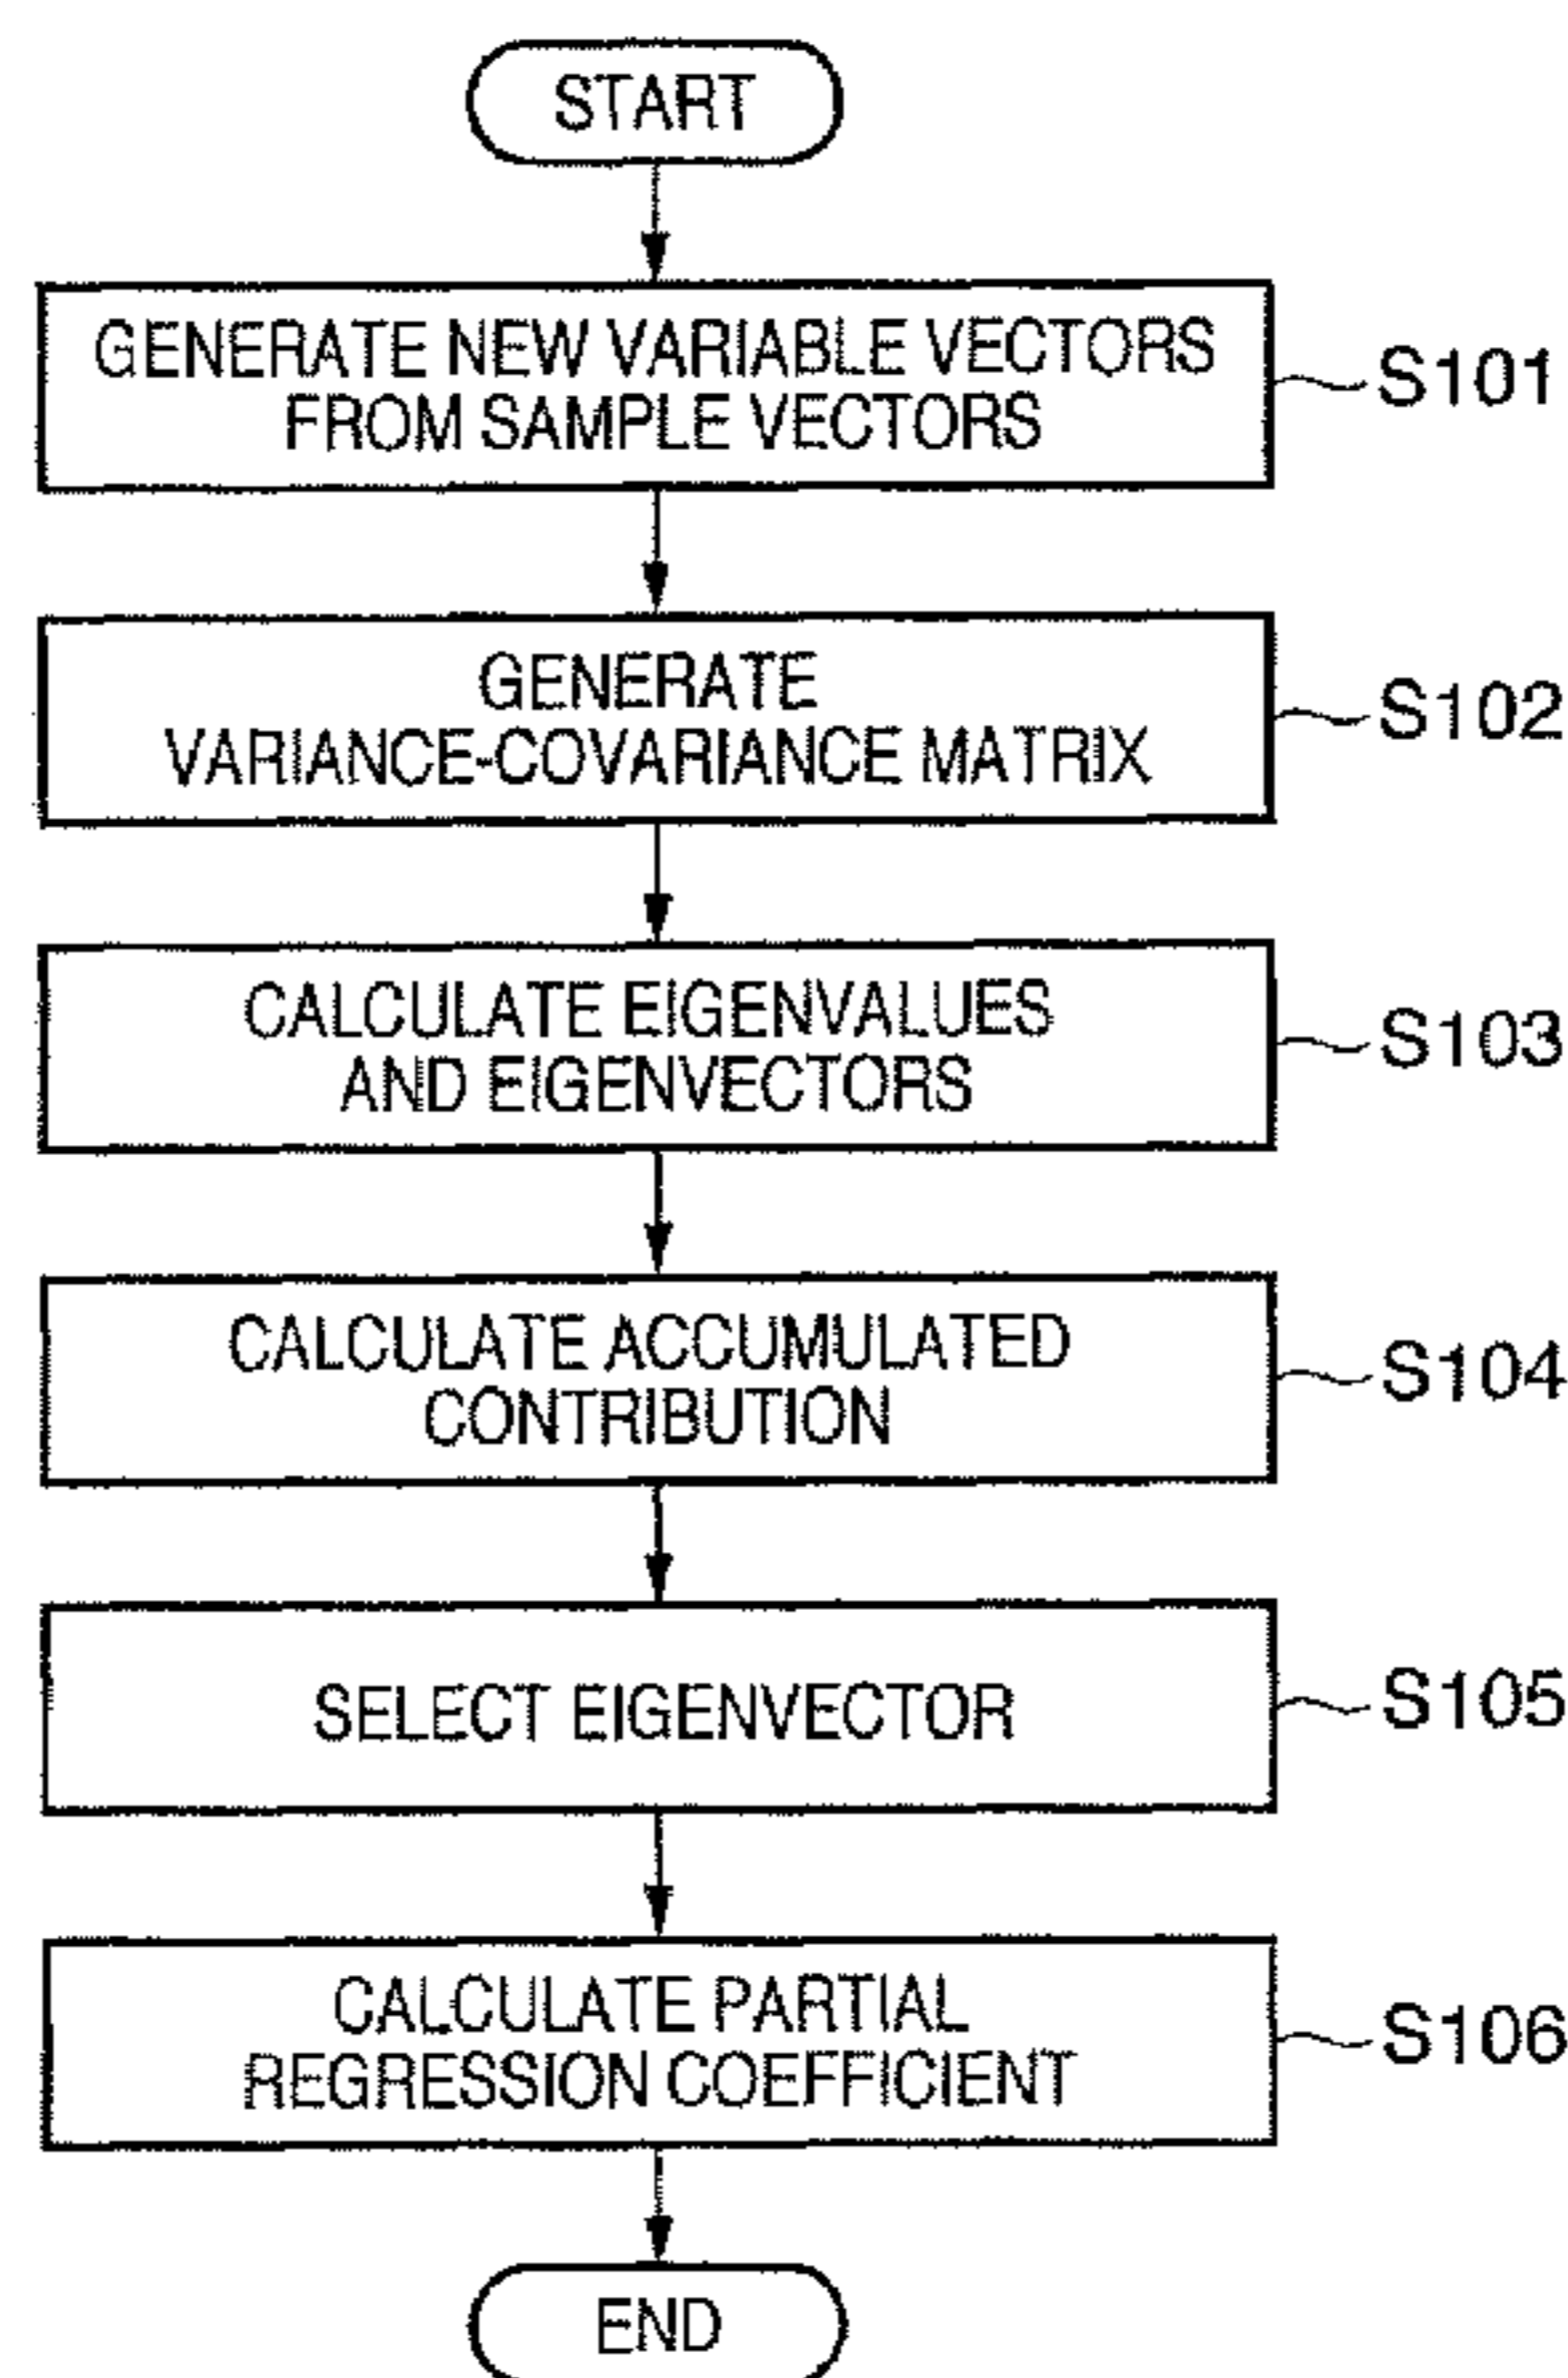 START
GENERATE NEW VARIABLE VECTORS
FROM SAMPLE VECTORS
S101
GENERATE
VARIANCE-COVARIANCE MATRIX
S102
CALCULATE EIGENVALUES
AND EIGENVECTORS
S103
CALCULATE ACCUMULATED
CONTRIBUTION
S104
SELECT EIGENVECTOR
S105
CALCULATE PARTIAL
REGRESSION COEFFICIENT
S106
END